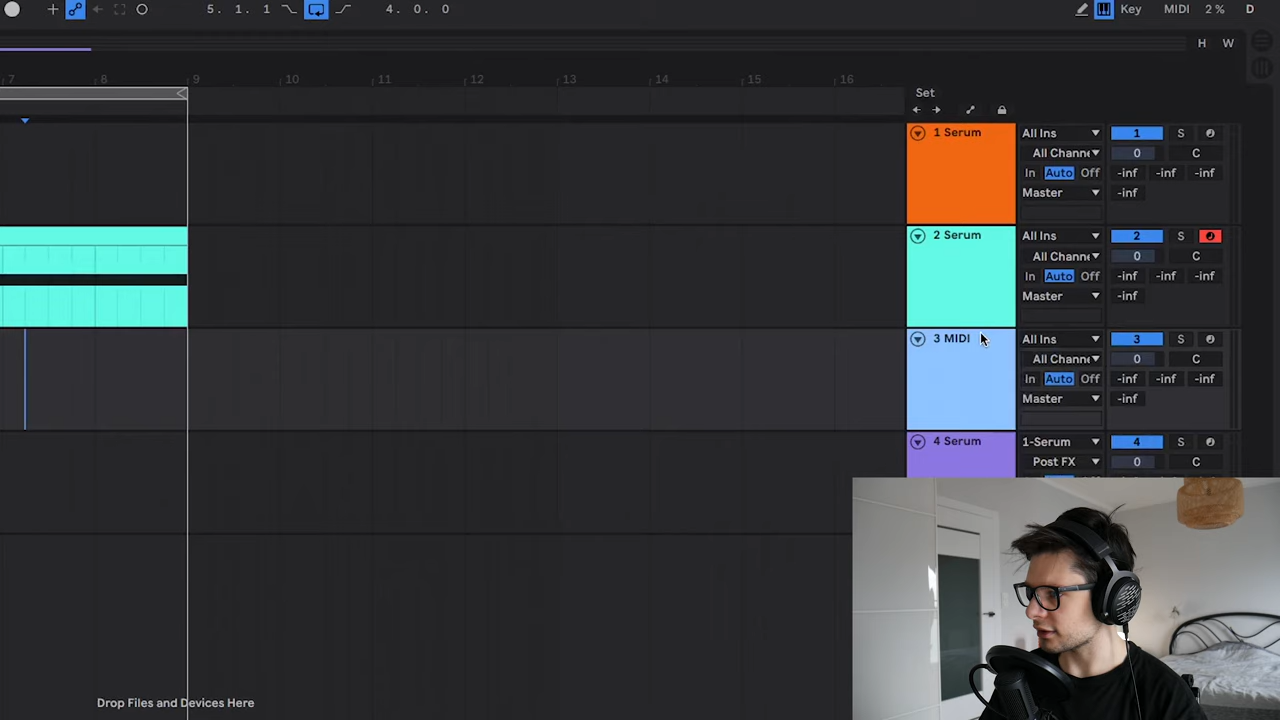 5. 1. 1
4. 0. 0
Key MIDI 2 % D
H W
7 8 9 10 11 12 13 14 15 16
Set
1 Serum
All Ins
1 S
All Channe
0 C
In Auto Off
-inf -inf -inf
Master
-inf
2 Serum
All Ins
2 S
All Channe
0 C
In Auto Off
-inf -inf -inf
Master
-inf
3 MIDI
All Ins
3 S
All Channe
0 C
In Auto Off
-inf -inf -inf
Master
-inf
4 Serum
1-Serum
4 S
Post FX
0 C
Drop Files and Devices Here